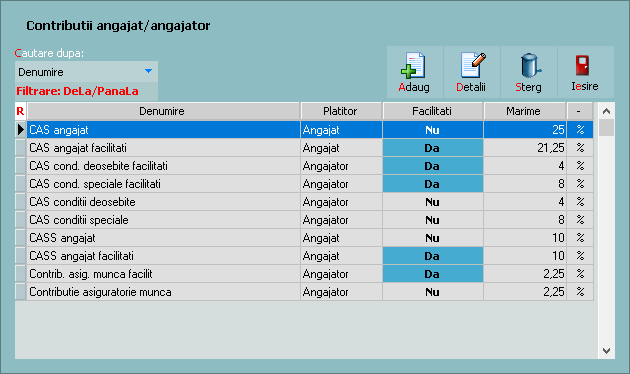 Contributii angajat/angajator
Cautare dupa:
Denumire
Filtrare: DeLa/PanaLa
Adaug Detalii Sterg Iesire
R Denumire Platitor Facilitati Marime -
CAS angajat Angajat Nu 25 %
CAS angajat facilitati Angajat Da 21,25 %
CAS cond. deosebite facilitati Angajator Da 4 %
CAS cond. speciale facilitati Angajator Da 8 %
CAS conditii deosebite Angajator Nu 4 %
CAS conditii speciale Angajator Nu 8 %
CASS angajat Angajat Nu 10 %
CASS angajat facilitati Angajat Da 10 %
Contrib. asig. munca facilit Angajator Da 2,25 %
Contributie asiguratorie munca Angajator Nu 2,25 %